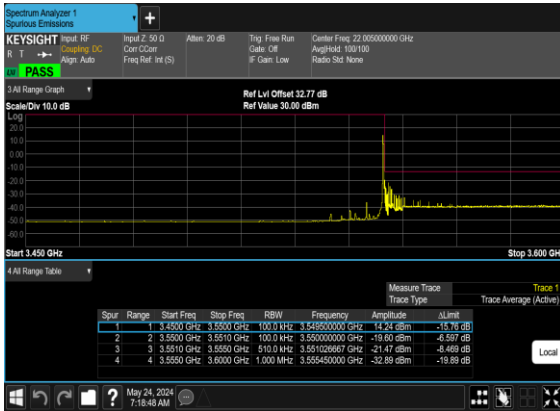 Spectrum Analyzer 1
Spurious Emissions
+
KEYSIGHT Input: RF Input Z: 50 Ω Atten: 20 dB Trig: Free Run Center Freq: 22.005000000 GHz
R T Coupling: DC Corr CCorr Gate: Off Avg|Hold: 100/100
Align: Auto Freq Ref: Int (S) IF Gain: Low Radio Std: None
PASS
3 All Range Graph
Ref Lvl Offset 32.77 dB
Scale/Div 10.0 dB Ref Value 30.00 dBm
Log
20.0
10.0
0.00
-10.0
-20.0
-30.0
-40.0
-50.0
-60.0
Start 3.450 GHz Stop 3.600 GH
4 All Range Table
Measure Trace Trace 1
Trace Type Trace Average (Active)
Spur Range Start Freq Stop Freq RBW Frequency Amplitude ΔLimit
1 1 3.4500 GHz 3.5500 GHz 100.0 kHz 3.549500000 GHz 14.24 dBm -15.76 dB
2 2 3.5500 GHz 3.5510 GHz 100.0 kHz 3.550000000 GHz -19.60 dBm -6.597 dB
3 3 3.5510 GHz 3.5550 GHz 510.0 kHz 3.551026667 GHz -21.47 dBm -8.469 dB
4 4 3.5550 GHz 3.6000 GHz 1.000 MHz 3.555450000 GHz -32.89 dBm -19.89 dB
Local
? May 24, 2024
7:18:48 AM